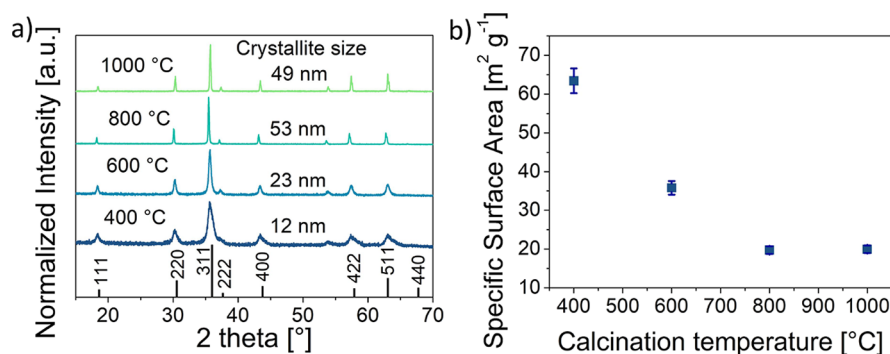 a)
Normalized Intensity [a.u.]
Crystallite size
1000 °C
49 nm
800 °C
53 nm
600 °C
23 nm
400 °C
12 nm
111
220
311
222
400
422
511
440
20 30 40 50 60 70
2 theta [°]
b)
Specific Surface Area [m² g⁻¹]
70
60
50
40
30
20
10
400 500 600 700 800 900 1000
Calcination temperature [°C]